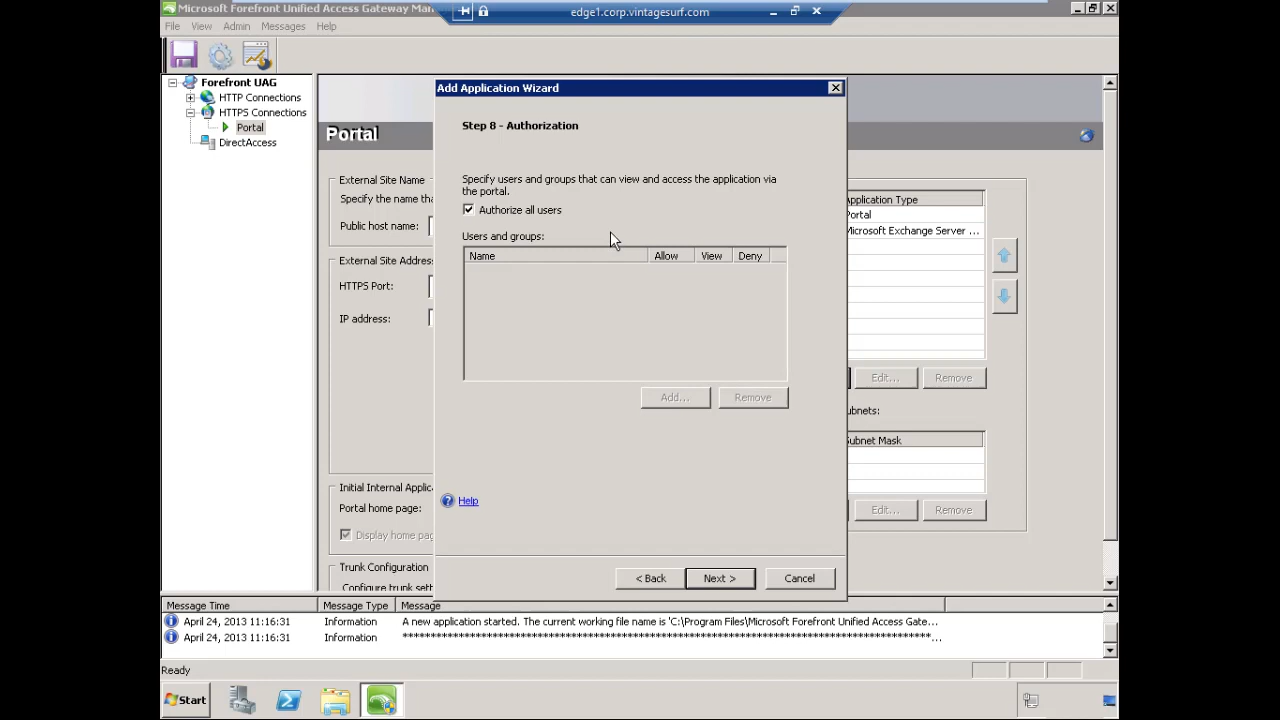 Microsoft Forefront Unified Access Gateway Man
edge1.corp.vintagesurf.com
File View Admin Messages Help
Forefront UAG
HTTP Connections
HTTPS Connections
Portal
DirectAccess
Portal
External Site Name
Specify the name tha
Public host name:
External Site Addres
HTTPS Port:
IP address:
Initial Internal Applica
Portal home page:
Display home pag
Trunk Configuration
Configure trunk sett
Add Application Wizard
Step 8 - Authorization
Specify users and groups that can view and access the application via
the portal.
Authorize all users
Users and groups:
Name Allow View Deny
Add... Remove
Help
< Back Next > Cancel
Application Type
Portal
Microsoft Exchange Server ...
Edit... Remove
ubnets:
Subnet Mask
Edit... Remove
Message Time Message Type Message
April 24, 2013 11:16:31 Information A new application started. The current working file name is 'C:\Program Files\Microsoft Forefront Unified Access Gate...
April 24, 2013 11:16:31 Information
Ready
Start